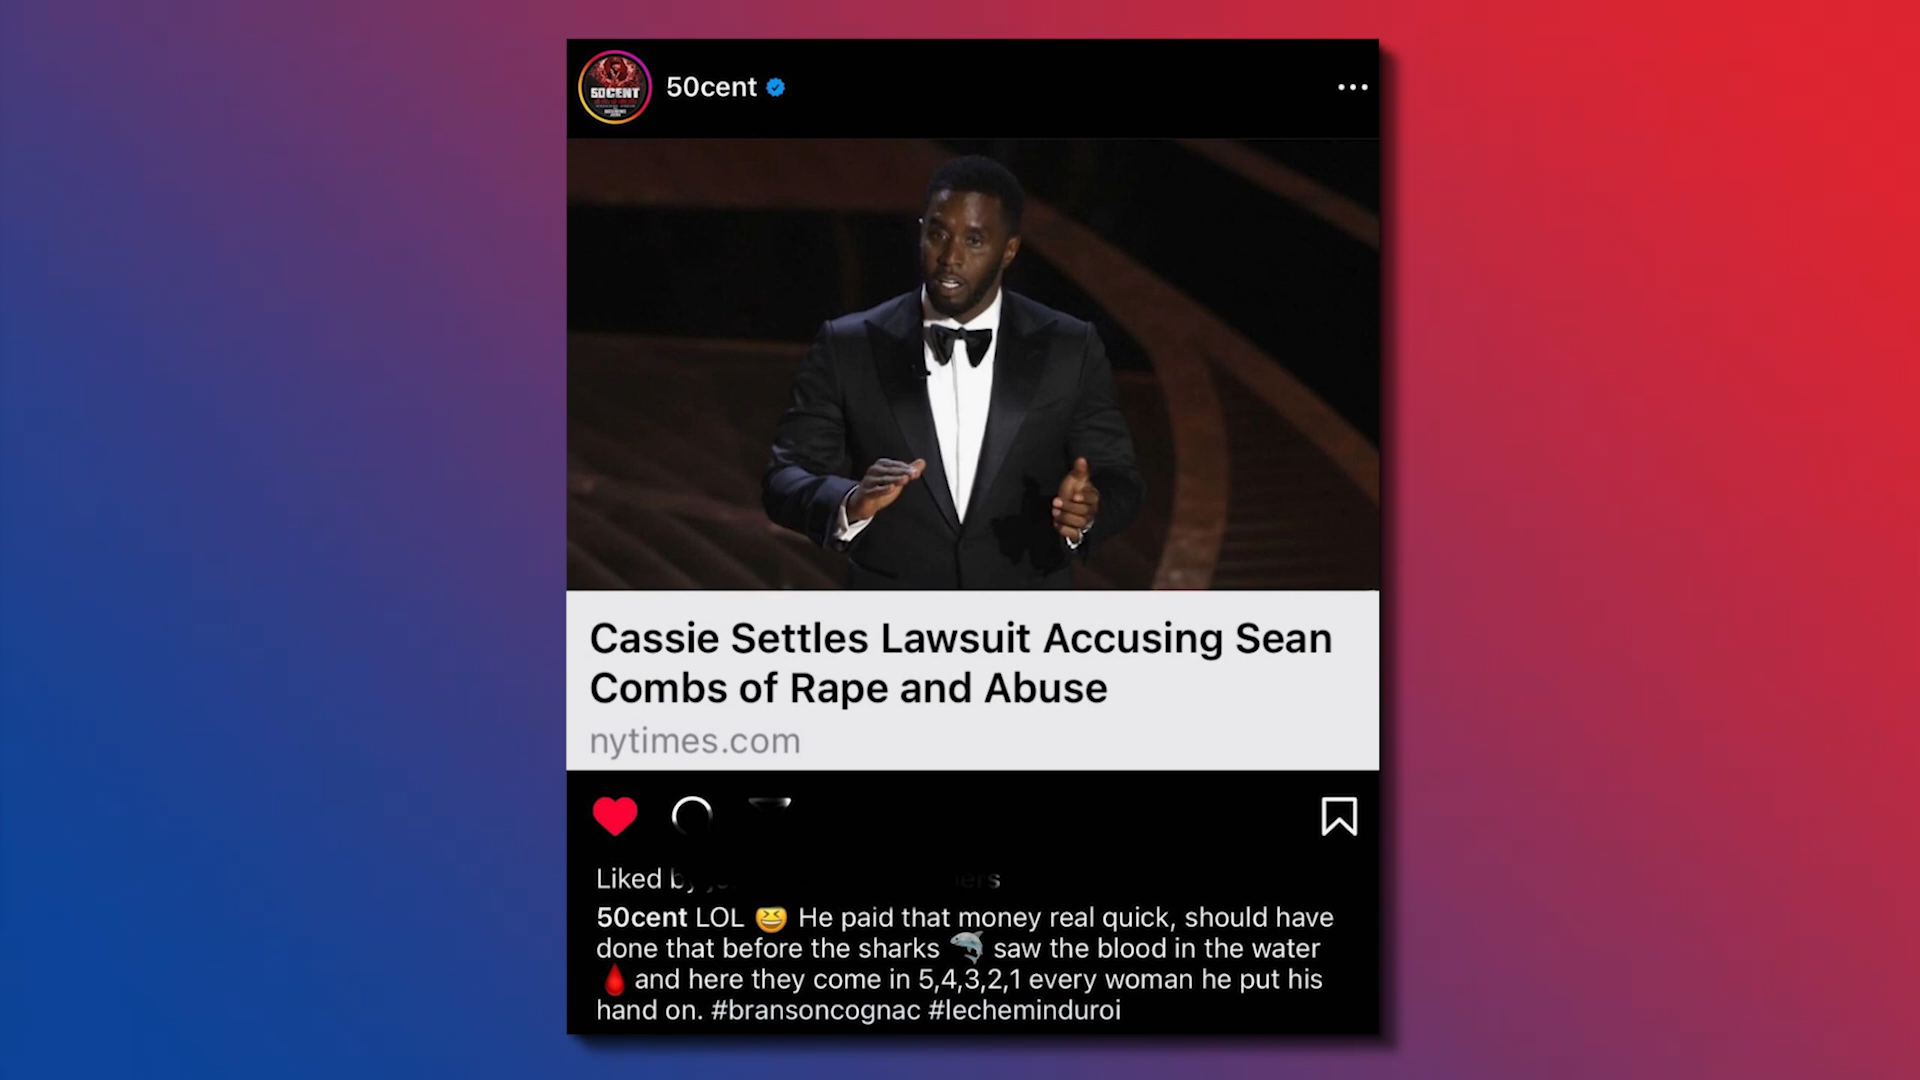 50CENT
50cent
Cassie Settles Lawsuit Accusing Sean
Combs of Rape and Abuse
nytimes.com
Liked by
50cent LOL 😆 He paid that money real quick, should have
done that before the sharks 🦈 saw the blood in the water
🩸 and here they come in 5,4,3,2,1 every woman he put his
hand on. #bransoncognac #lecheminduroi